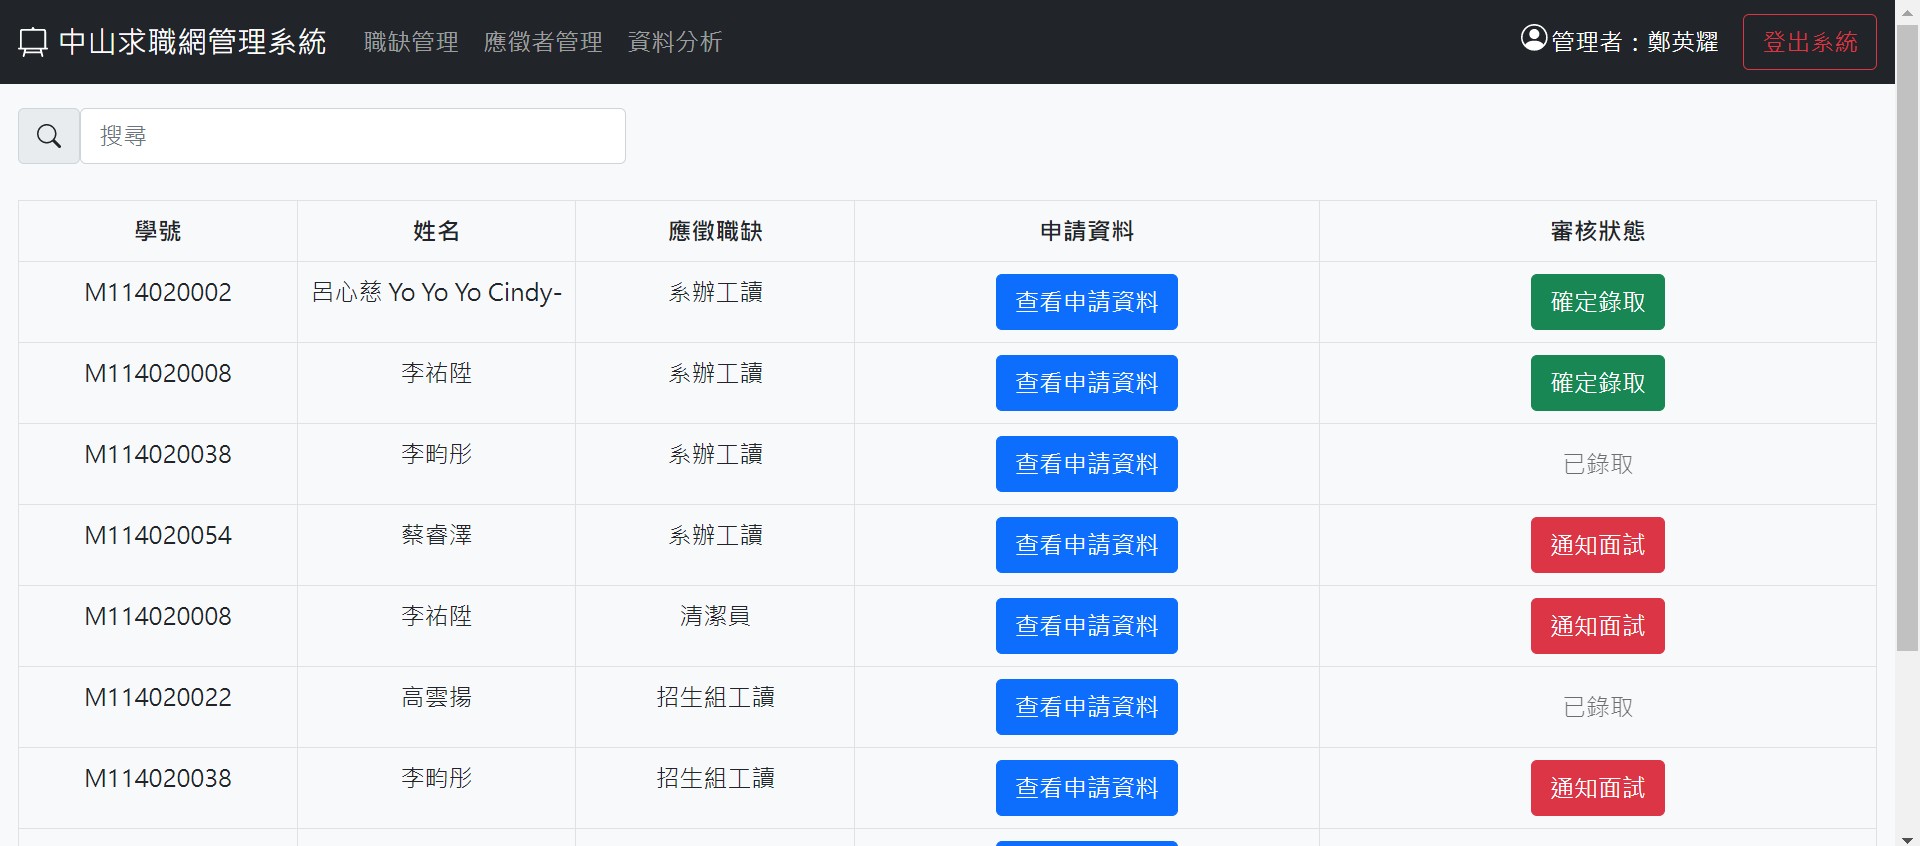 中山求職網管理系統 職缺管理 應徵者管理 資料分析 管理者：鄭英耀 登出系統
搜尋
學號 姓名 應徵職缺 申請資料 審核狀態
M114020002 呂心慈 Yo Yo Yo Cindy- 系辦工讀 查看申請資料 確定錄取
M114020008 李祐陞 系辦工讀 查看申請資料 確定錄取
M114020038 李畇彤 系辦工讀 查看申請資料 已錄取
M114020054 蔡睿澤 系辦工讀 查看申請資料 通知面試
M114020008 李祐陞 清潔員 查看申請資料 通知面試
M114020022 高雲揚 招生組工讀 查看申請資料 已錄取
M114020038 李畇彤 招生組工讀 查看申請資料 通知面試